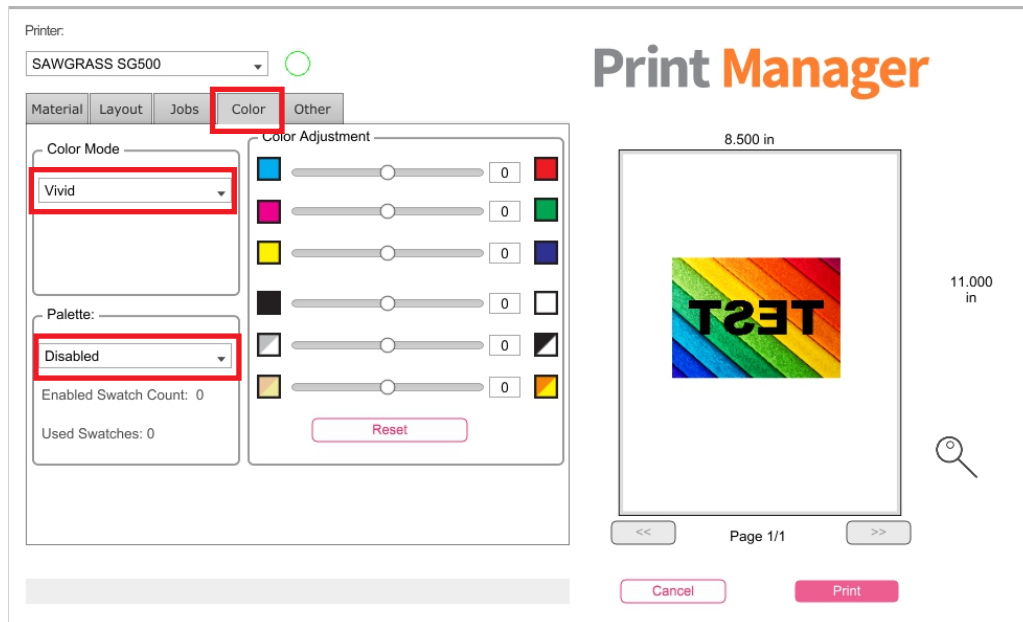 Printer:
SAWGRASS SG500
Print Manager
Material Layout Jobs Color Other
Color Mode
Vivid
Palette:
Disabled
Enabled Swatch Count: 0
Used Swatches: 0
Color Adjustment
0
0
0
0
0
0
Reset
8.500 in
TEST
11.000
in
<< Page 1/1 >>
Cancel Print